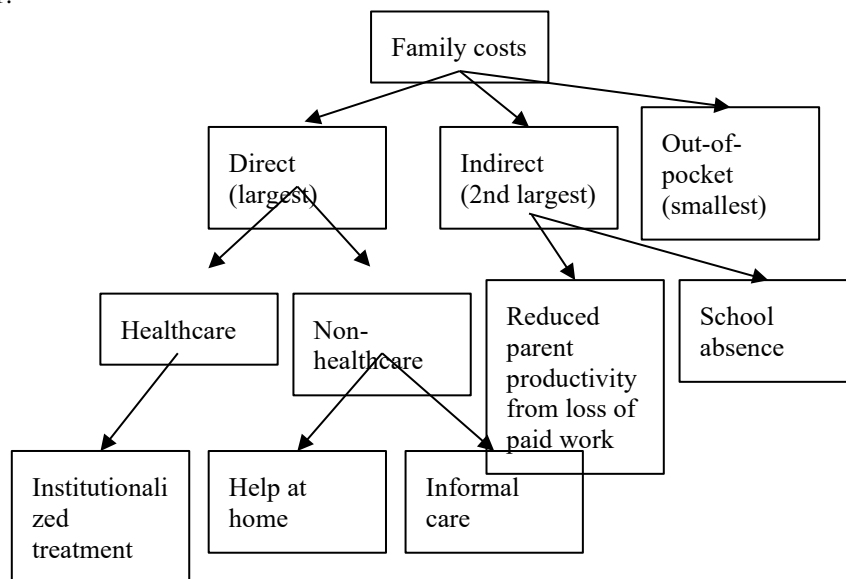 Family costs
Direct
(largest)
Indirect
(2nd largest)
Out-of-
pocket
(smallest)
Healthcare
Non-
healthcare
Reduced
parent
productivity
from loss of
paid work
School
absence
Institutionali
zed
treatment
Help at
home
Informal
care